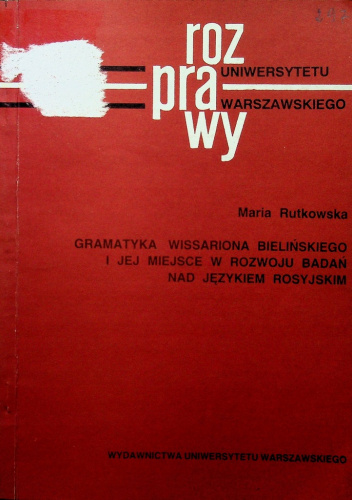 roz
UNIWERSYTETU
pra
WARSZAWSKIEGO
wy
Maria Rutkowska
GRAMATYKA WISSARIONA BIELIŃSKIEGO
I JEJ MIEJSCE W ROZWOJU BADAŃ
NAD JĘZYKIEM ROSYJSKIM
WYDAWNICTWA UNIWERSYTETU WARSZAWSKIEGO